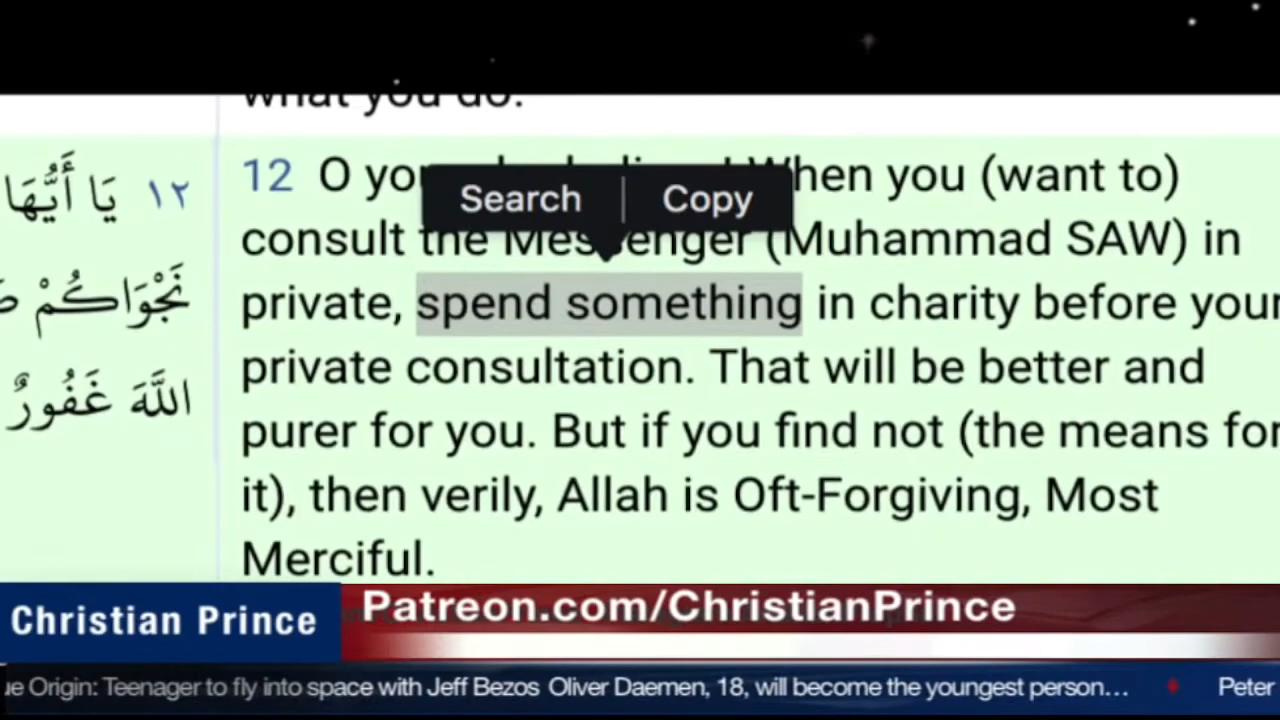 what you do.
12 O you who believe! When you (want to)
consult the Messenger (Muhammad SAW) in
private, spend something in charity before your
private consultation. That will be better and
purer for you. But if you find not (the means for
it), then verily, Allah is Oft-Forgiving, Most
Merciful.
Search Copy
١٢ يَا أَيُّهَا
نَجْوَاكُمْ
اللَّهَ غَفُورٌ
Christian Prince
Patreon.com/ChristianPrince
ue Origin: Teenager to fly into space with Jeff Bezos Oliver Daemen, 18, will become the youngest person... Peter